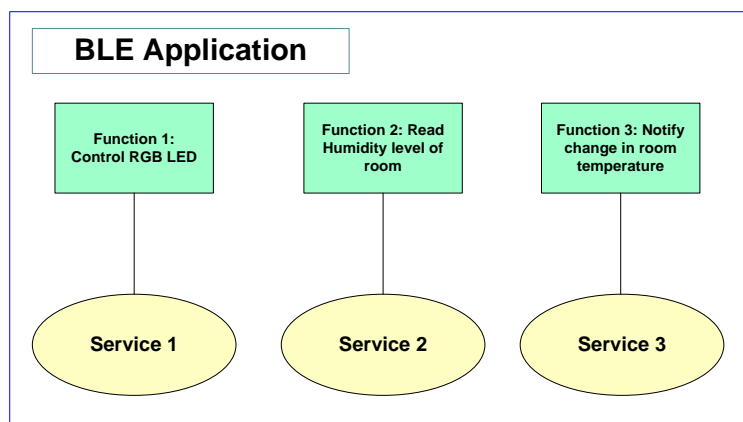 BLE Application
Function 1:
Control RGB LED
Function 2: Read
Humidity level of
room
Function 3: Notify
change in room
temperature
Service 1
Service 2
Service 3